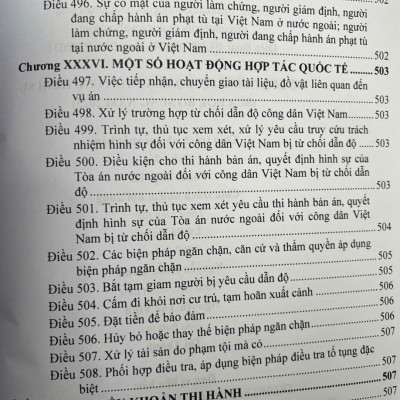 Điều 496. Sự có mặt của người làm chứng, người giám định, người
đang chấp hành án phạt tù tại Việt Nam ở nước ngoài; người
làm chứng, người giám định, người đang chấp hành án phạt tù
tại nước ngoài ở Việt Nam ........ 502
Chương XXXVI. MỘT SỐ HOẠT ĐỘNG HỢP TÁC QUỐC TẾ ........ 503
Điều 497. Việc tiếp nhận, chuyển giao tài liệu, đồ vật liên quan đến
vụ án ........ 503
Điều 498. Xử lý trường hợp từ chối dẫn độ công dân Việt Nam ........ 503
Điều 499. Trình tự, thủ tục xem xét, xử lý yêu cầu truy cứu trách
nhiệm hình sự đối với công dân Việt Nam bị từ chối dẫn độ ...... 503
Điều 500. Điều kiện cho thi hành bản án, quyết định hình sự của
Tòa án nước ngoài đối với công dân Việt Nam bị từ chối dẫn
độ ........ 503
Điều 501. Trình tự, thủ tục xem xét yêu cầu thi hành bản án, quyết
định hình sự của Tòa án nước ngoài đối với công dân Việt
Nam bị từ chối dẫn độ ........ 504
Điều 502. Các biện pháp ngăn chặn, căn cứ và thẩm quyền áp dụng
biện pháp ngăn chặn ........ 505
Điều 503. Bắt tạm giam người bị yêu cầu dẫn độ ........ 505
Điều 504. Cấm đi khỏi nơi cư trú, tạm hoãn xuất cảnh ........ 506
Điều 505. Đặt tiền để bảo đảm ........ 506
Điều 506. Hủy bỏ hoặc thay thế biện pháp ngăn chặn ........ 506
Điều 507. Xử lý tài sản do phạm tội mà có ........ 507
Điều 508. Phối hợp điều tra, áp dụng biện pháp điều tra tố tụng đặc
biệt ........ 507
KHOẢN THI HÀNH ........ 507
507